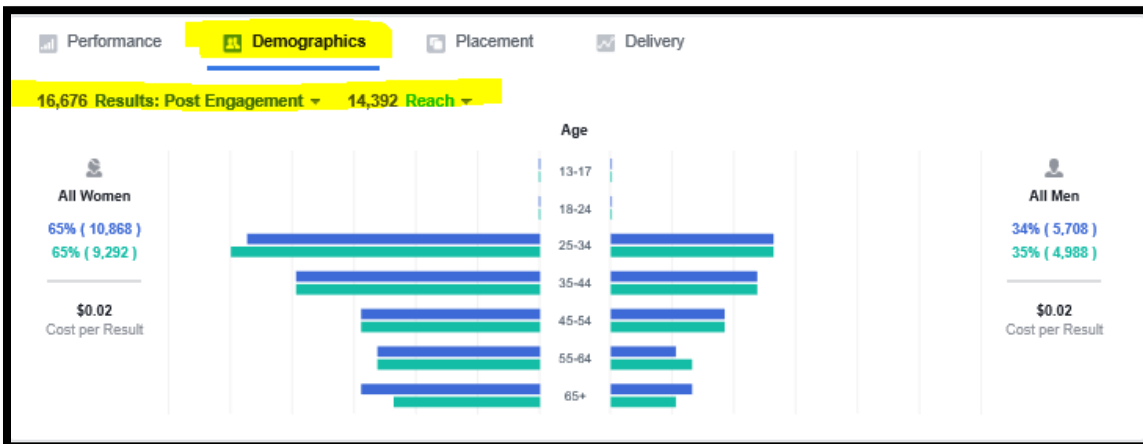 Performance Demographics Placement Delivery
16,676 Results: Post Engagement 14,392 Reach
Age
13-17
All Women All Men
18-24
65% ( 10,868 ) 34% ( 5,708 )
65% ( 9,292 ) 25-34 35% ( 4,988 )
35-44
$0.02 $0.02
45-54
Cost per Result Cost per Result
55-64
65+